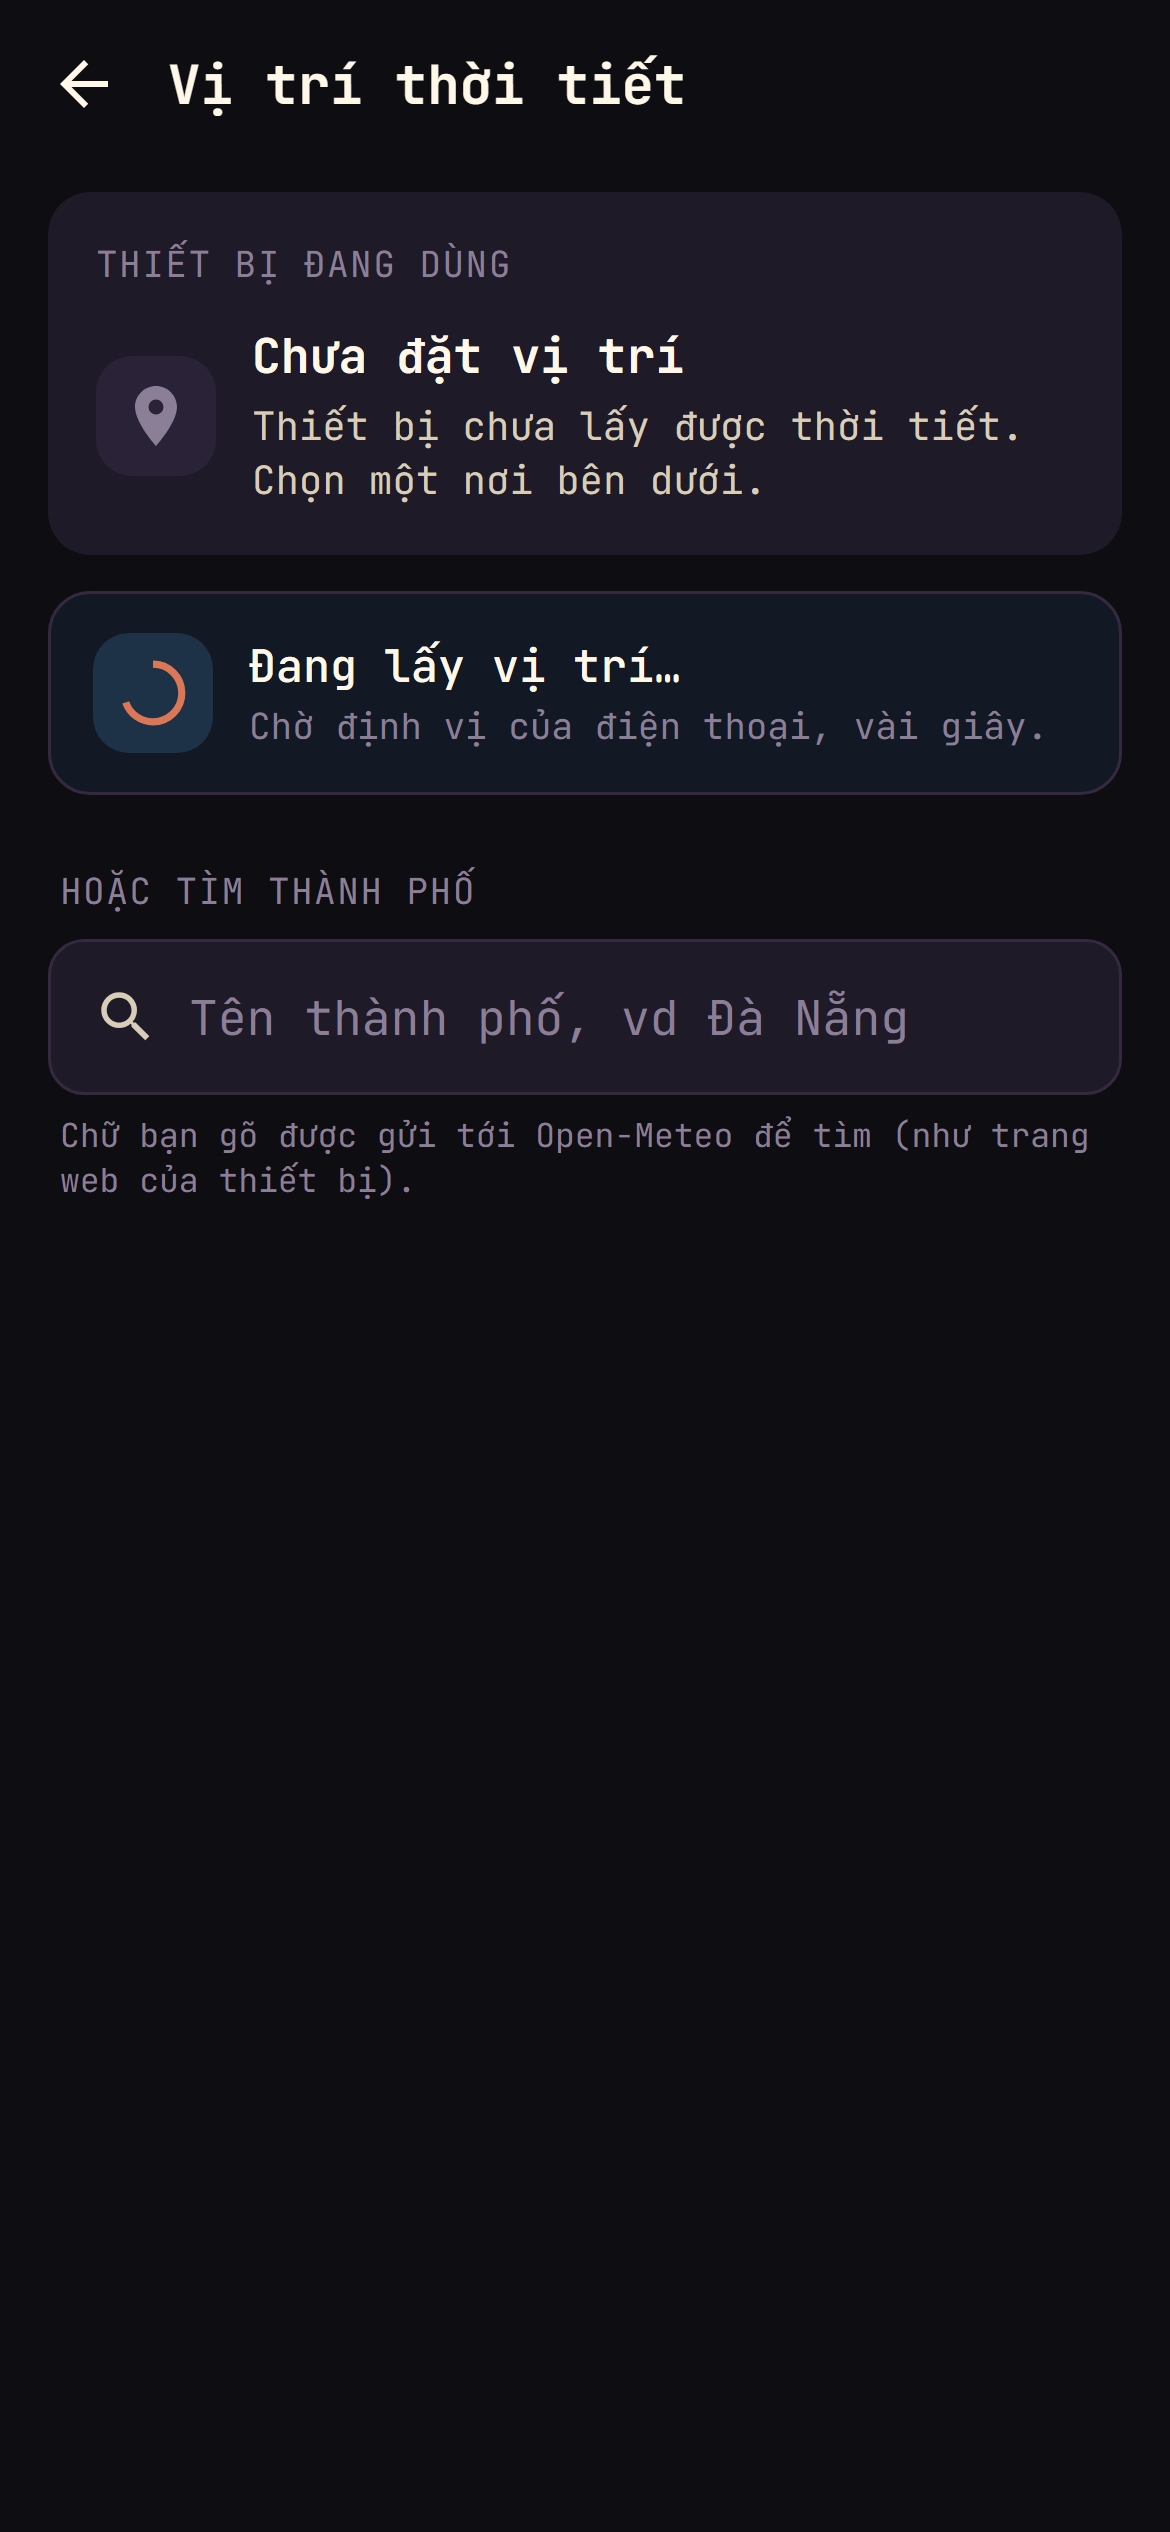 Vị trí thời tiết
THIẾT BỊ ĐANG DÙNG
Chưa đặt vị trí
Thiết bị chưa lấy được thời tiết.
Chọn một nơi bên dưới.
Đang lấy vị trí…
Chờ định vị của điện thoại, vài giây.
HOẶC TÌM THÀNH PHỐ
Tên thành phố, vd Đà Nẵng
Chữ bạn gõ được gửi tới Open-Meteo để tìm (như trang
web của thiết bị).